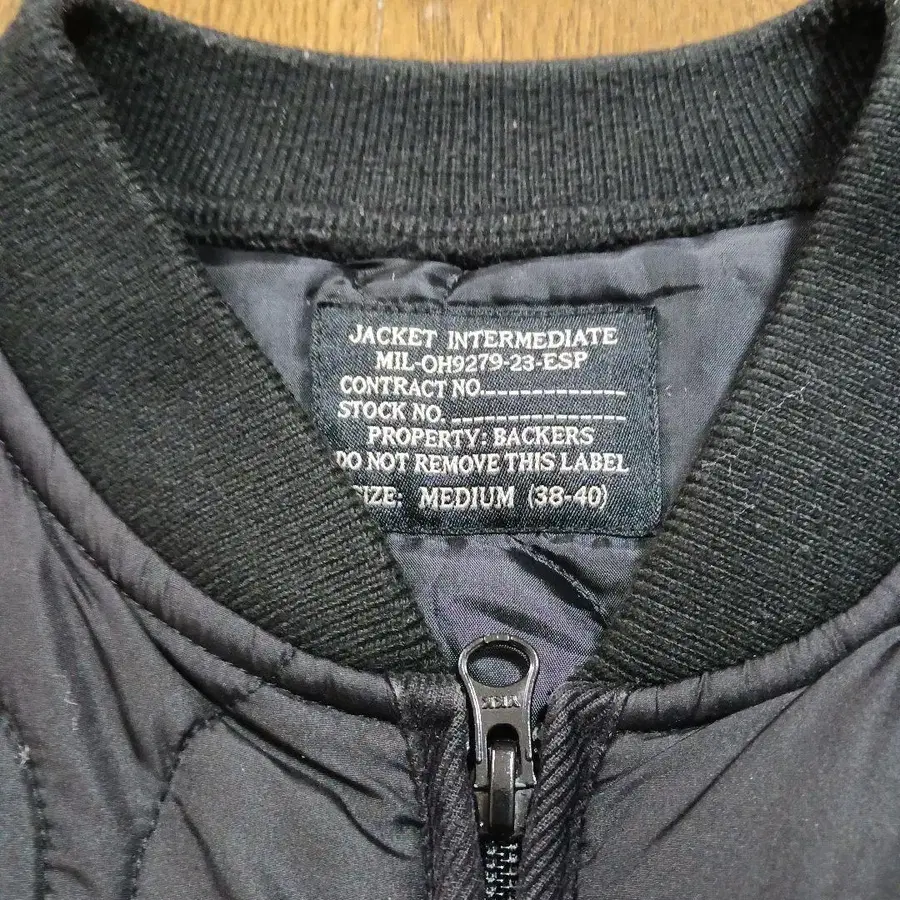 JACKET INTERMEDIATE
MIL-OH9279-23-ESP
CONTRACT NO.
STOCK NO.
PROPERTY: BACKERS
DO NOT REMOVE THIS LABEL
SIZE: MEDIUM (38-40)